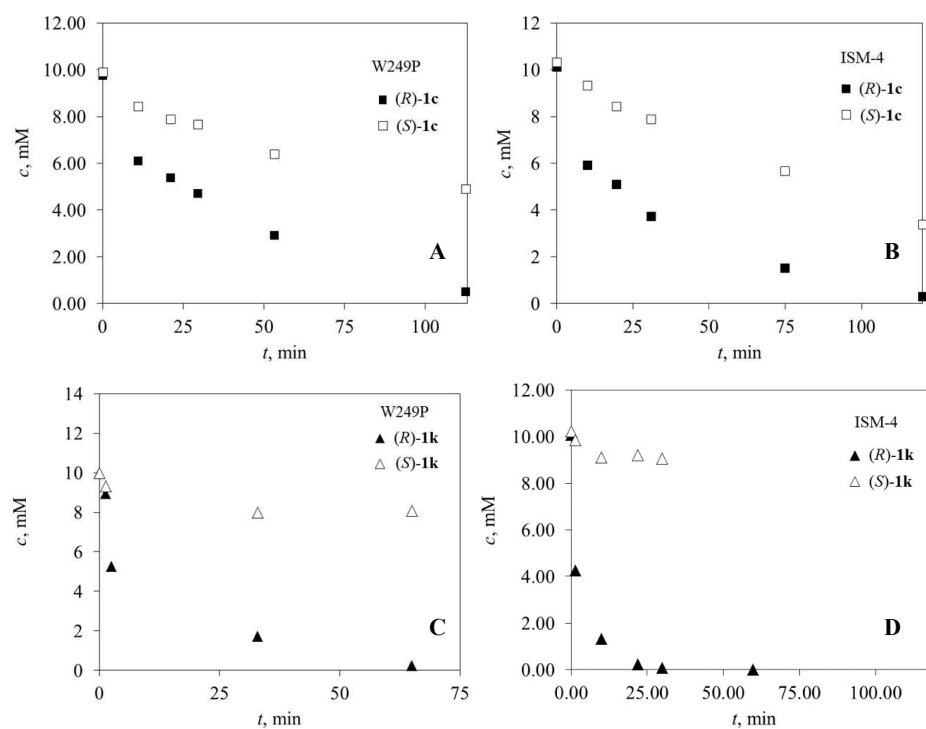 12.00
10.00
8.00
6.00
4.00
2.00
0.00
c, mM
0
25
50
75
100
t, min
W249P
■ (R)-1c
□ (S)-1c
A
12
10
8
6
4
2
0
c, mM
0
25
50
75
100
t, min
ISM-4
■ (R)-1c
□ (S)-1c
B
14
12
10
8
6
4
2
0
c, mM
0
25
50
75
t, min
W249P
▲ (R)-1k
△ (S)-1k
C
12.00
10.00
8.00
6.00
4.00
2.00
0.00
c, mM
0.00
25.00
50.00
75.00
100.00
t, min
ISM-4
▲ (R)-1k
△ (S)-1k
D